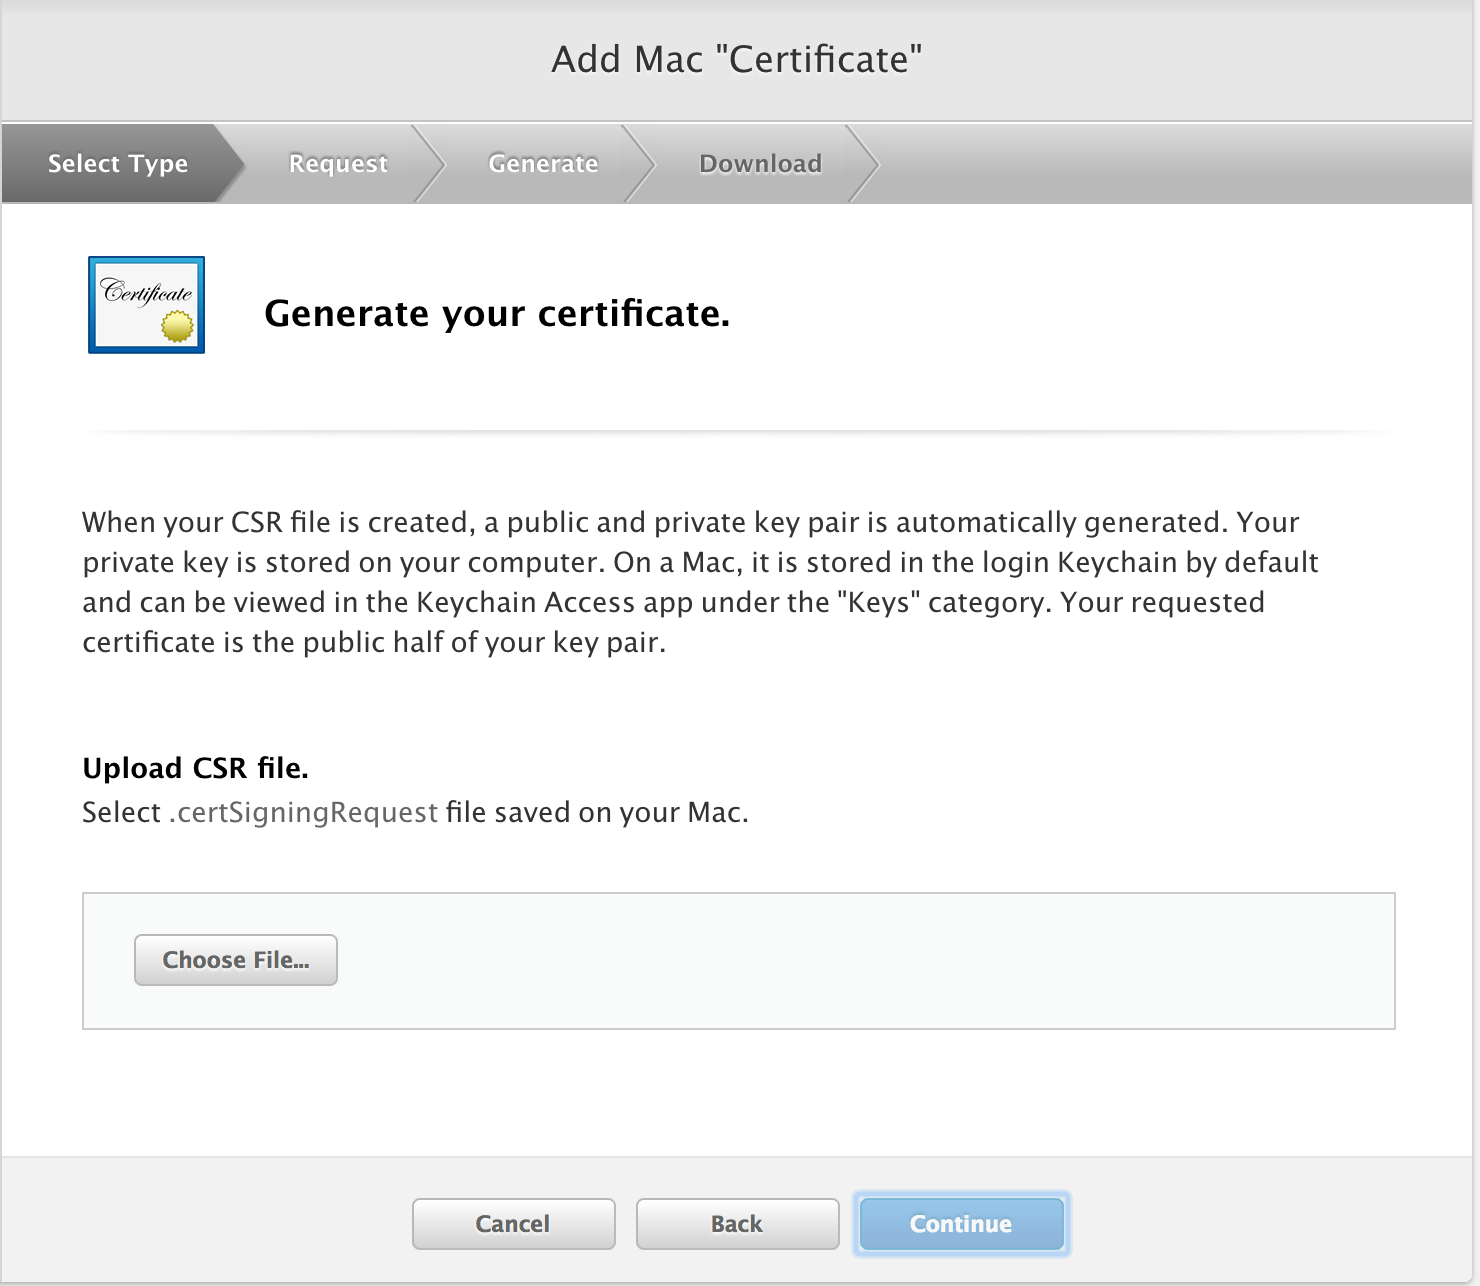 Add Mac "Certificate"
Select Type
Request
Generate
Download
Certificate
Generate your certificate.
When your CSR file is created, a public and private key pair is automatically generated. Your
private key is stored on your computer. On a Mac, it is stored in the login Keychain by default
and can be viewed in the Keychain Access app under the "Keys" category. Your requested
certificate is the public half of your key pair.
Upload CSR file.
Select .certSigningRequest file saved on your Mac.
Choose File...
Cancel
Back
Continue